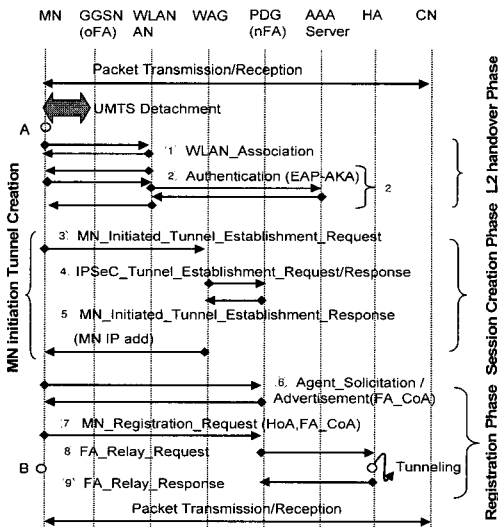 MN GGSN WLAN WAG PDG AAA HA CN
(oFA) AN (nFA) Server
Packet Transmission/Reception
UMTS Detachment
A
'1' WLAN_Association
2. Authentication (EAP-AKA)
2
L2 handover Phase
MN initiation Tunnel Creation
3. MN_Initiated_Tunnel_Establishment_Request
4. IPSeC_Tunnel_Establishment_Request/Response
5 MN_Initiated_Tunnel_Establishment_Response
(MN IP add)
Session Creation Phase
.6. Agent_Solicitation /
Advertisement(FA_CoA)
.7 MN_Registration_Request (HoA,FA_CoA)
8 FA_Relay_Request
B
Tunneling
'9' FA_Relay_Response
Packet Transmission/Reception
Registration Phase